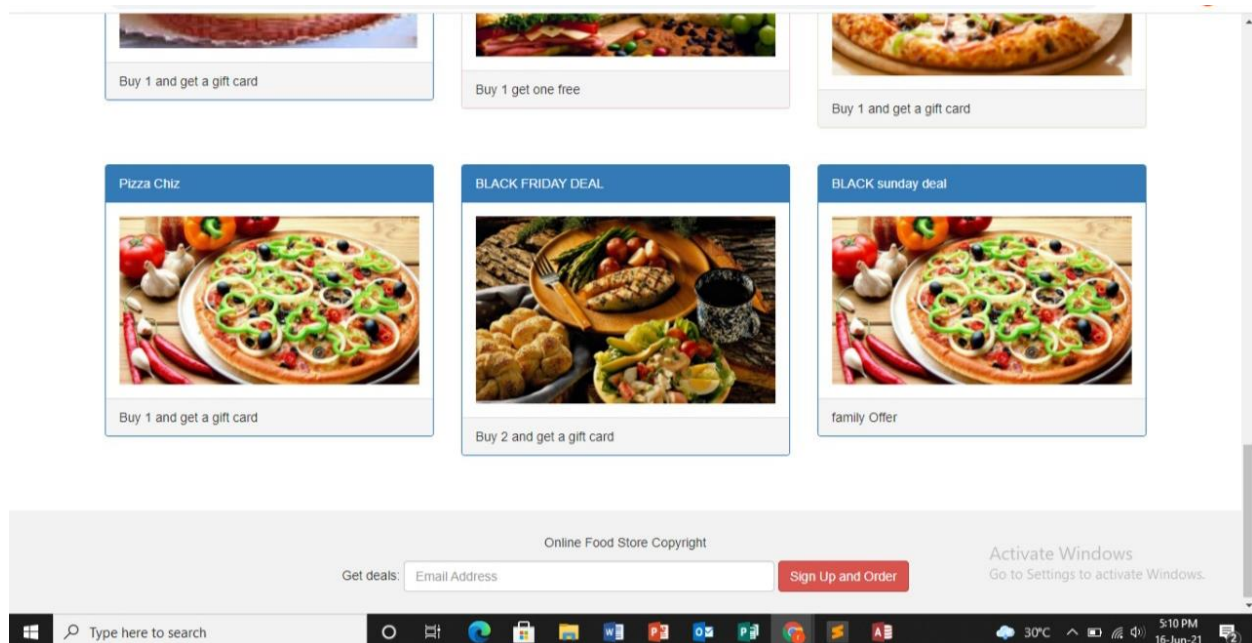 Buy 1 and get a gift card
Buy 1 get one free
Buy 1 and get a gift card
Pizza Chiz
BLACK FRIDAY DEAL
BLACK sunday deal
Buy 1 and get a gift card
Buy 2 and get a gift card
family Offer
Online Food Store Copyright
Get deals:
Email Address
Sign Up and Order
Activate Windows
Go to Settings to activate Windows.
Type here to search
30°C
5:10 PM
16-Jun-21